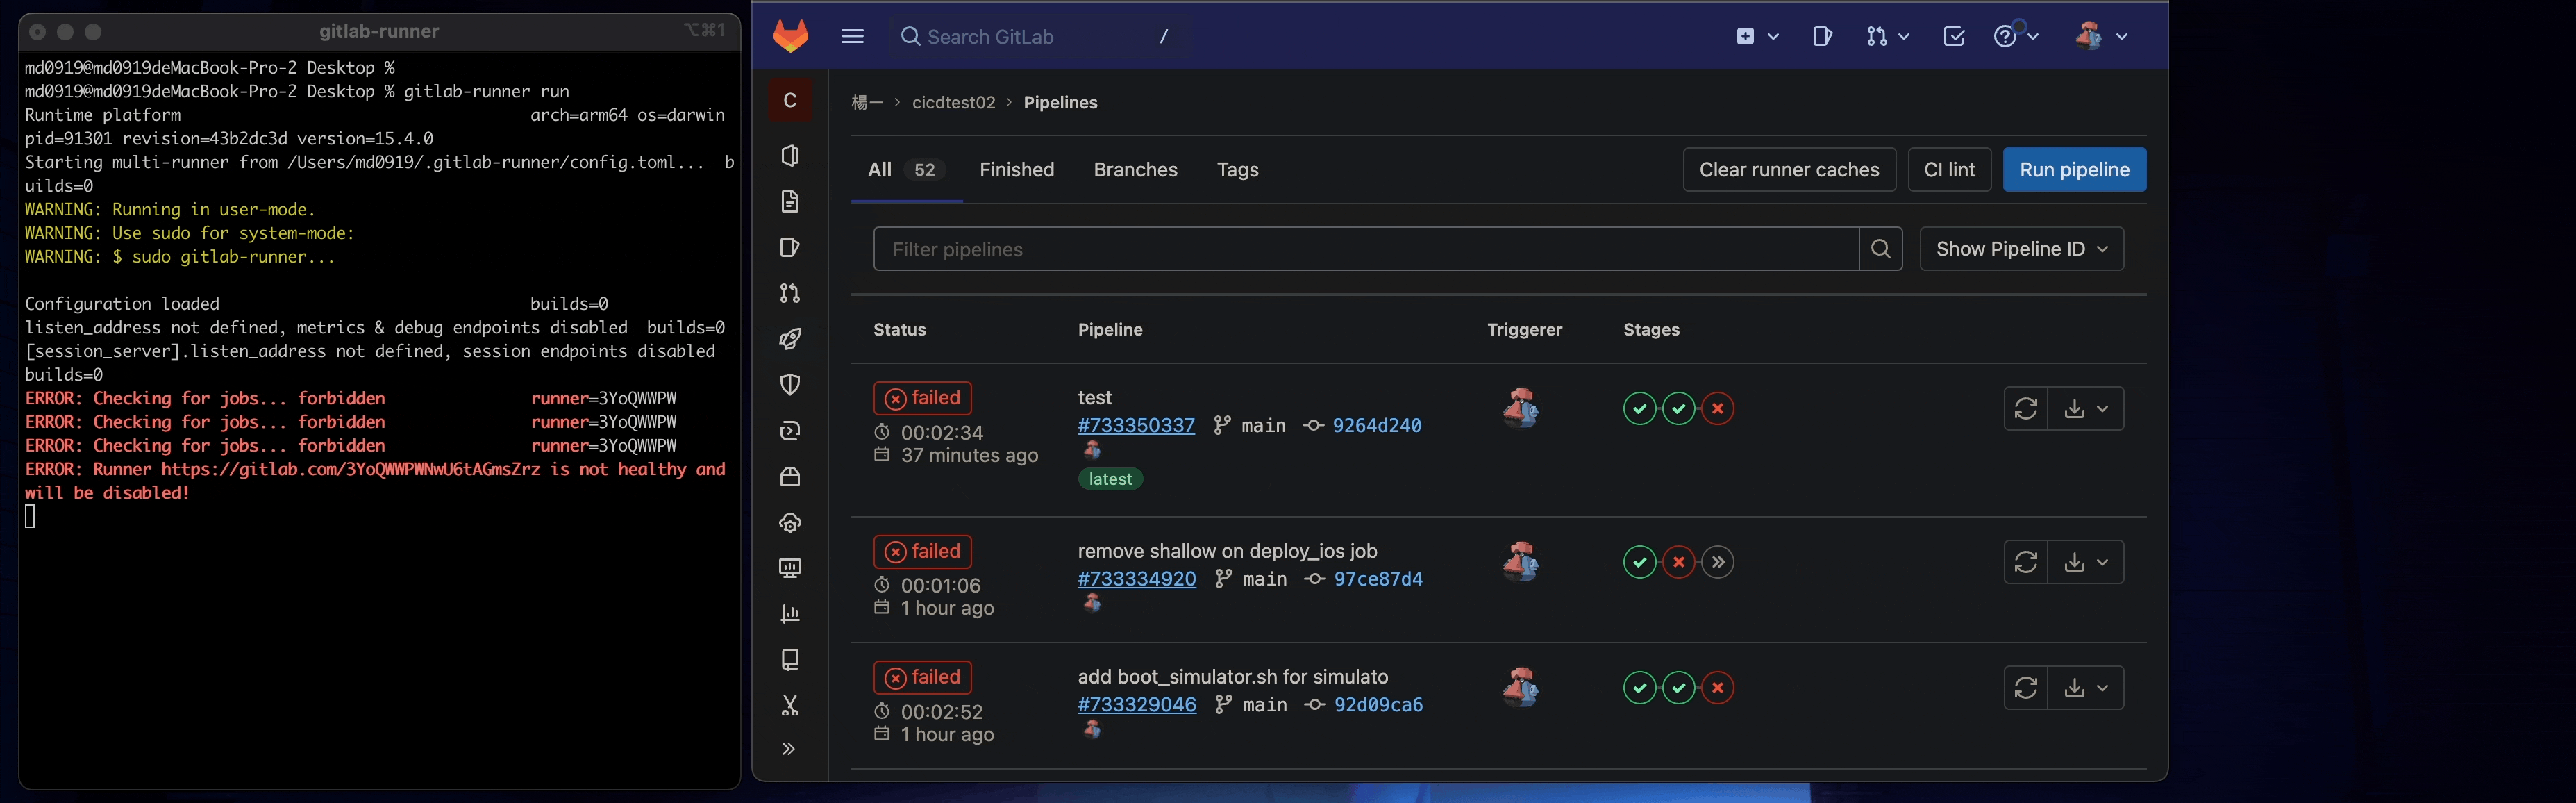 gitlab-runner
⌥⌘1
md0919@md0919deMacBook-Pro-2 Desktop %
md0919@md0919deMacBook-Pro-2 Desktop % gitlab-runner run
Runtime platform arch=arm64 os=darwin
pid=91301 revision=43b2dc3d version=15.4.0
Starting multi-runner from /Users/md0919/.gitlab-runner/config.toml... b
uilds=0
WARNING: Running in user-mode.
WARNING: Use sudo for system-mode:
WARNING: $ sudo gitlab-runner...
Configuration loaded builds=0
listen_address not defined, metrics & debug endpoints disabled builds=0
[session_server].listen_address not defined, session endpoints disabled
builds=0
ERROR: Checking for jobs... forbidden runner=3YoQWWPW
ERROR: Checking for jobs... forbidden runner=3YoQWWPW
ERROR: Checking for jobs... forbidden runner=3YoQWWPW
ERROR: Runner https://gitlab.com/3YoQWWPWNwU6tAGmsZrz is not healthy and
will be disabled!
Search GitLab /
C
楊一 › cicdtest02 › Pipelines
All 52 Finished Branches Tags
Clear runner caches CI lint Run pipeline
Filter pipelines
Show Pipeline ID
Status Pipeline Triggerer Stages
failed
00:02:34
37 minutes ago
test
#733350337 main 9264d240
latest
failed
00:01:06
1 hour ago
remove shallow on deploy_ios job
#733334920 main 97ce87d4
failed
00:02:52
1 hour ago
add boot_simulator.sh for simulato
#733329046 main 92d09ca6